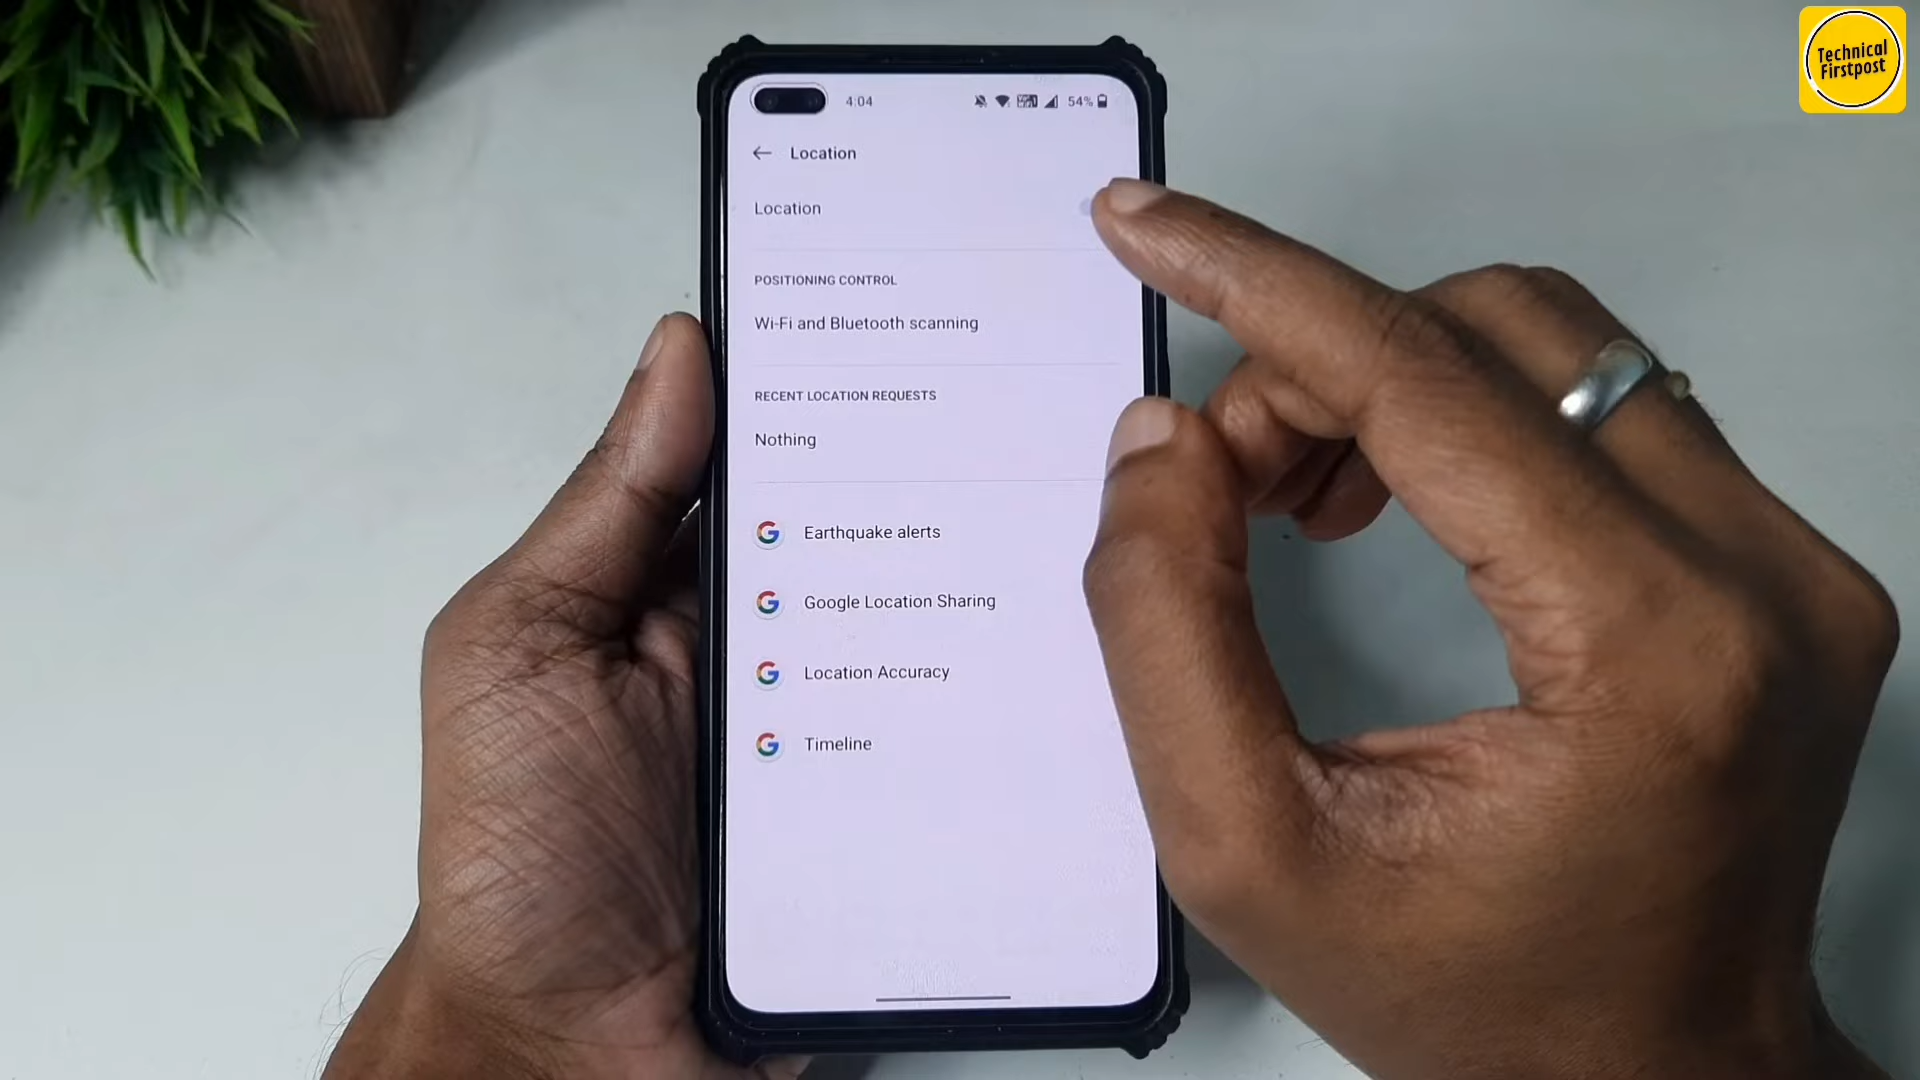 Technical
Firstpost
4:04
54%
Location
Location
POSITIONING CONTROL
Wi-Fi and Bluetooth scanning
RECENT LOCATION REQUESTS
Nothing
Earthquake alerts
Google Location Sharing
Location Accuracy
Timeline